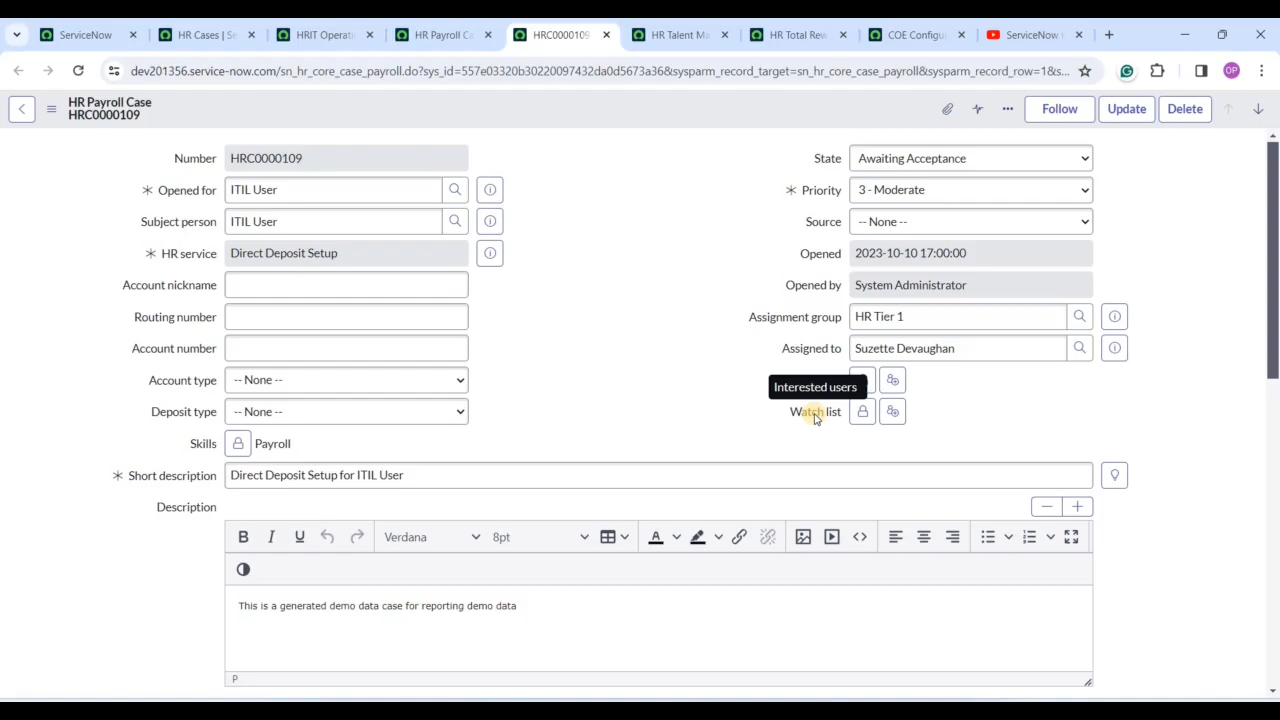 ServiceNow
HR Cases | Se
HRIT Operati
HR Payroll Ca
HRC0000109
HR Talent Ma
HR Total Rew
COE Configu
ServiceNow
dev201356.service-now.com/sn_hr_core_case_payroll.do?sys_id=557e03320b30220097432da0d5673a36&sysparm_record_target=sn_hr_core_case_payroll&sysparm_record_row=1&s...
OP
HR Payroll Case
HRC0000109
Follow
Update
Delete
Number
HRC0000109
Opened for
ITIL User
Subject person
ITIL User
HR service
Direct Deposit Setup
Account nickname
Routing number
Account number
Account type
-- None --
Deposit type
-- None --
Skills
Payroll
State
Awaiting Acceptance
Priority
3 - Moderate
Source
-- None --
Opened
2023-10-10 17:00:00
Opened by
System Administrator
Assignment group
HR Tier 1
Assigned to
Suzette Devaughan
Interested users
Watch list
Short description
Direct Deposit Setup for ITIL User
Description
B I U
Verdana
8pt
A
This is a generated demo data case for reporting demo data
P